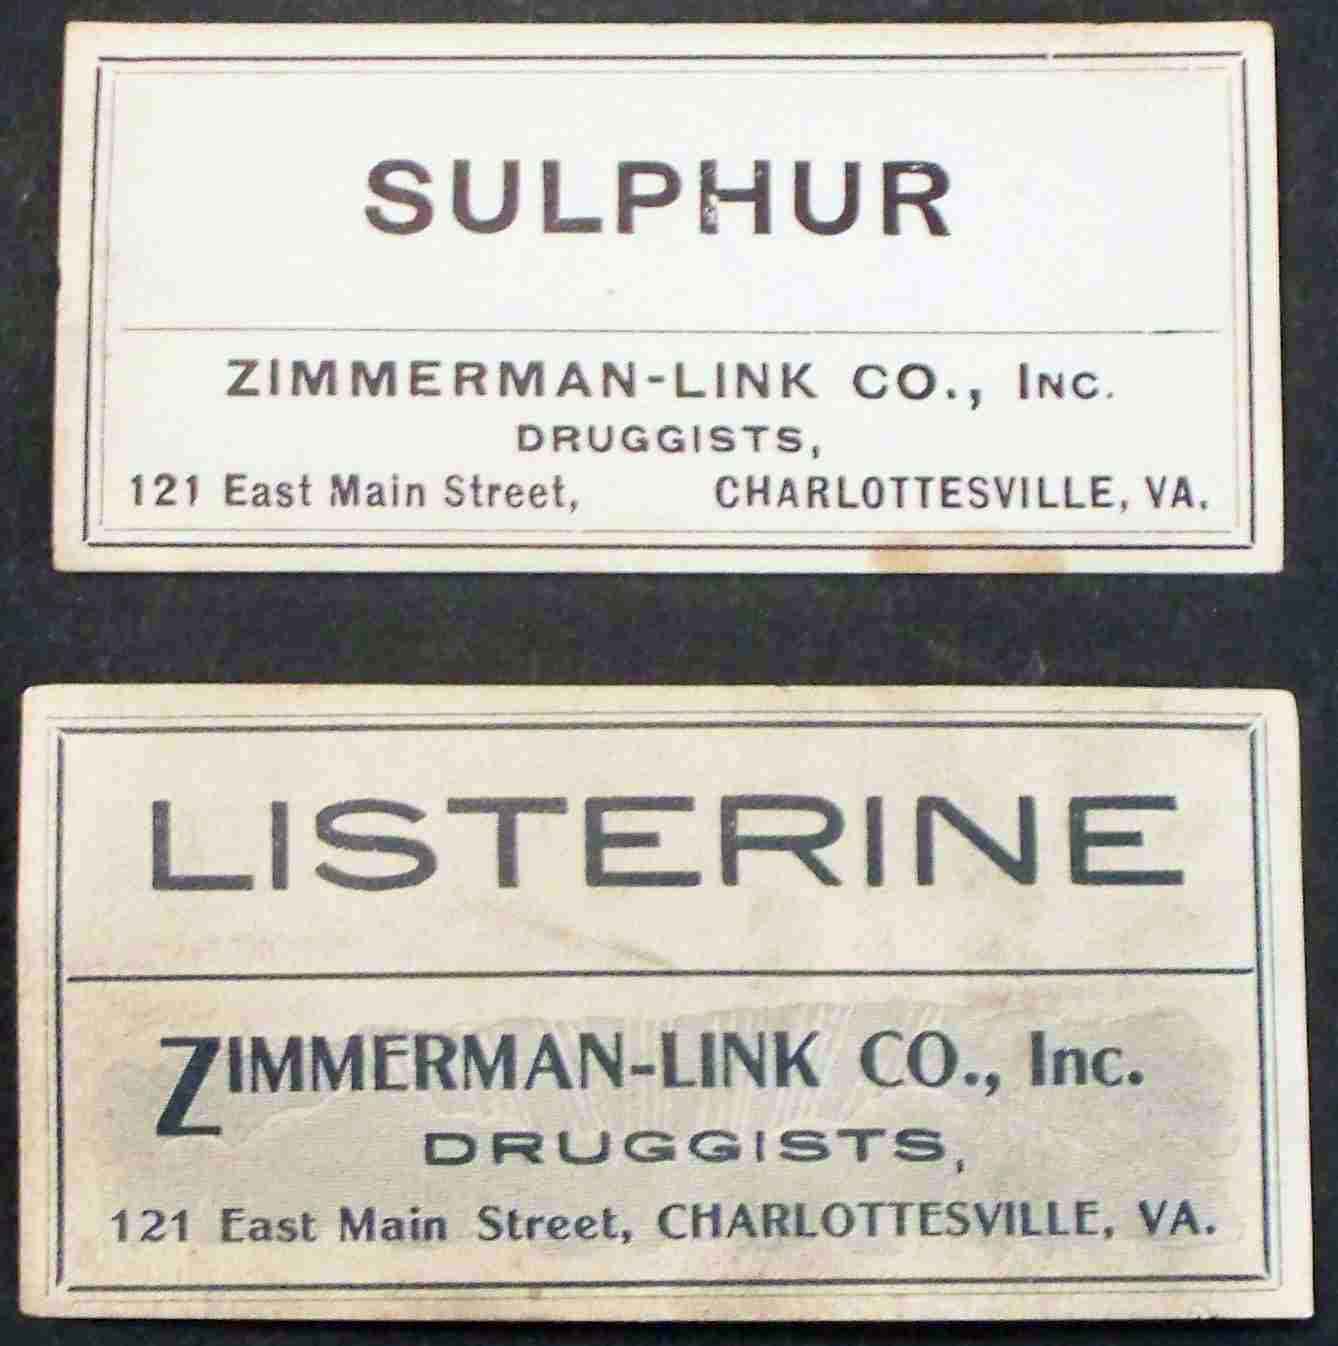 SULPHUR
ZIMMERMAN-LINK CO., INC.
DRUGGISTS,
121 East Main Street, CHARLOTTESVILLE, VA.
LISTERINE
ZIMMERMAN-LINK CO., Inc.
DRUGGISTS,
121 East Main Street, CHARLOTTESVILLE, VA.